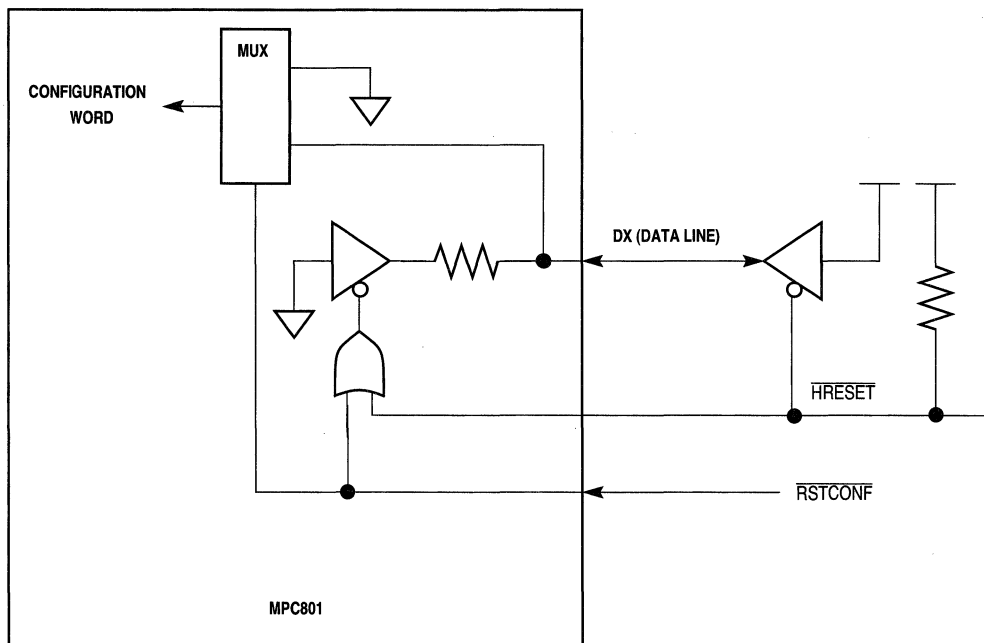 MUX
CONFIGURATION
WORD
DX (DATA LINE)
HRESET
RSTCONF
MPC801